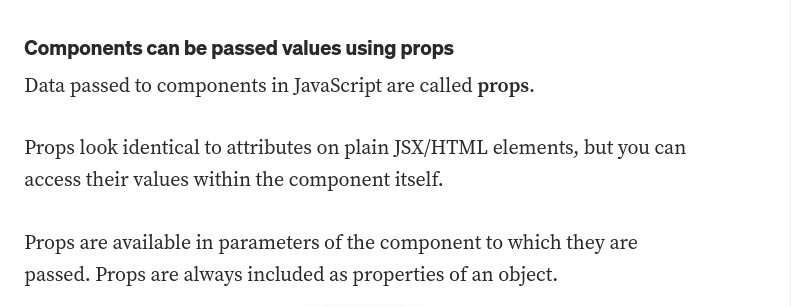 Components can be passed values using props
Data passed to components in JavaScript are called props.
Props look identical to attributes on plain JSX/HTML elements, but you can
access their values within the component itself.
Props are available in parameters of the component to which they are
passed. Props are always included as properties of an object.